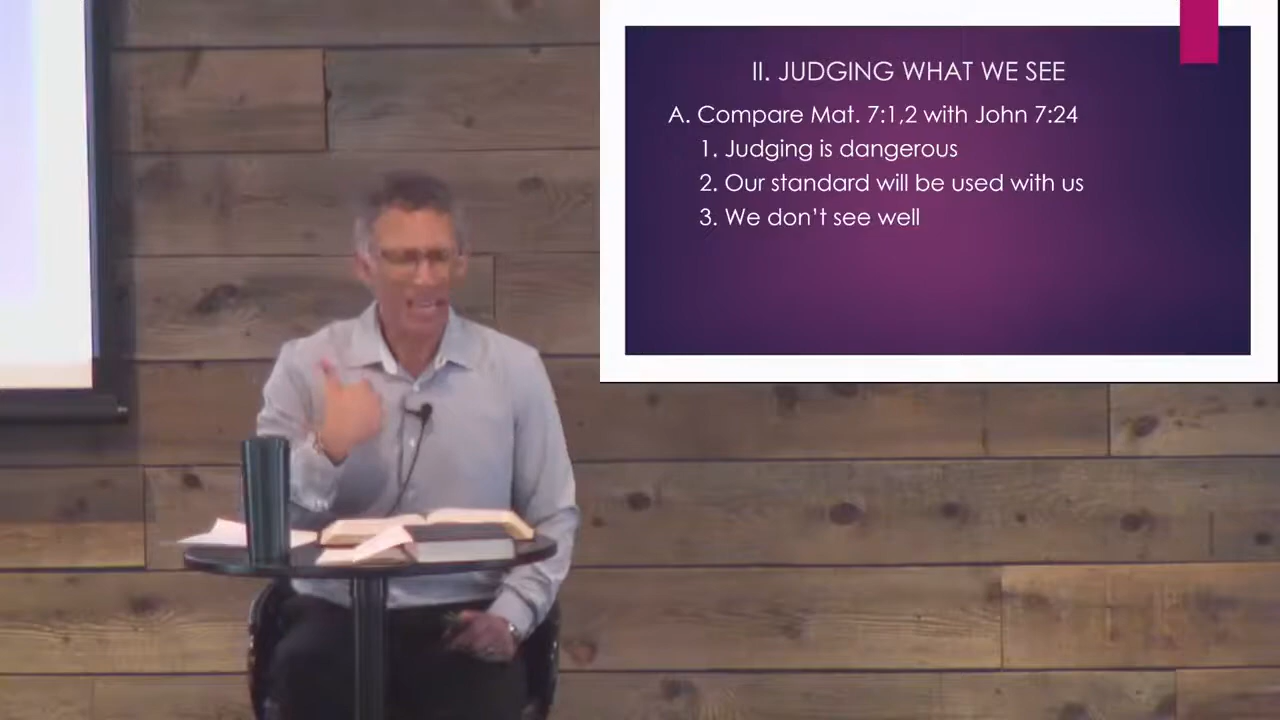 II. JUDGING WHAT WE SEE
A. Compare Mat. 7:1,2 with John 7:24
1. Judging is dangerous
2. Our standard will be used with us
3. We don’t see well